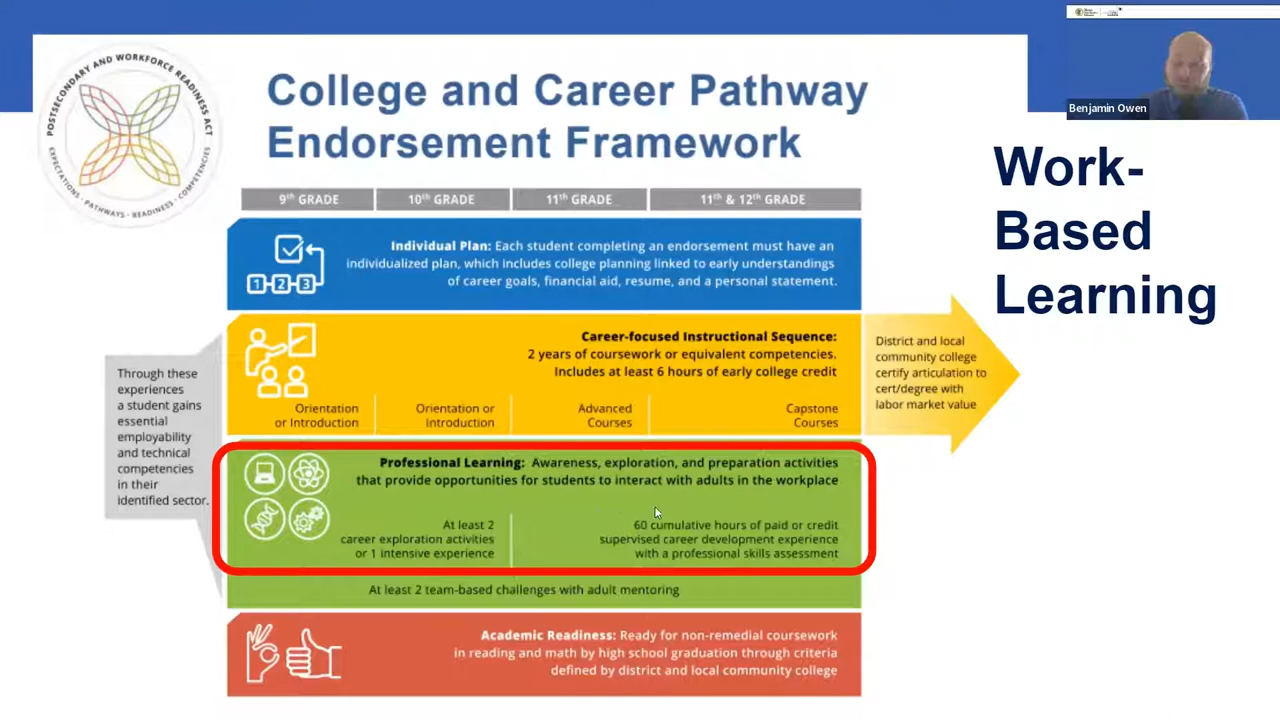 POSTSECONDARY AND WORKFORCE READINESS ACT
EXPECTATIONS · PATHWAYS · READINESS · COMPETENCIES
College and Career Pathway
Endorsement Framework
Benjamin Owen
Work-
Based
Learning
9th GRADE
10th GRADE
11th GRADE
11th & 12th GRADE
1 2 3
Individual Plan: Each student completing an endorsement must have an
individualized plan, which includes college planning linked to early understandings
of career goals, financial aid, resume, and a personal statement.
Career-focused Instructional Sequence:
2 years of coursework or equivalent competencies.
Includes at least 6 hours of early college credit
Orientation
or Introduction
Orientation or
Introduction
Advanced
Courses
Capstone
Courses
District and local
community college
certify articulation to
cert/degree with
labor market value
Through these
experiences
a student gains
essential
employability
and technical
competencies
in their
identified sector.
Professional Learning: Awareness, exploration, and preparation activities
that provide opportunities for students to interact with adults in the workplace
At least 2
career exploration activities
or 1 intensive experience
60 cumulative hours of paid or credit
supervised career development experience
with a professional skills assessment
At least 2 team-based challenges with adult mentoring
Academic Readiness: Ready for non-remedial coursework
in reading and math by high school graduation through criteria
defined by district and local community college